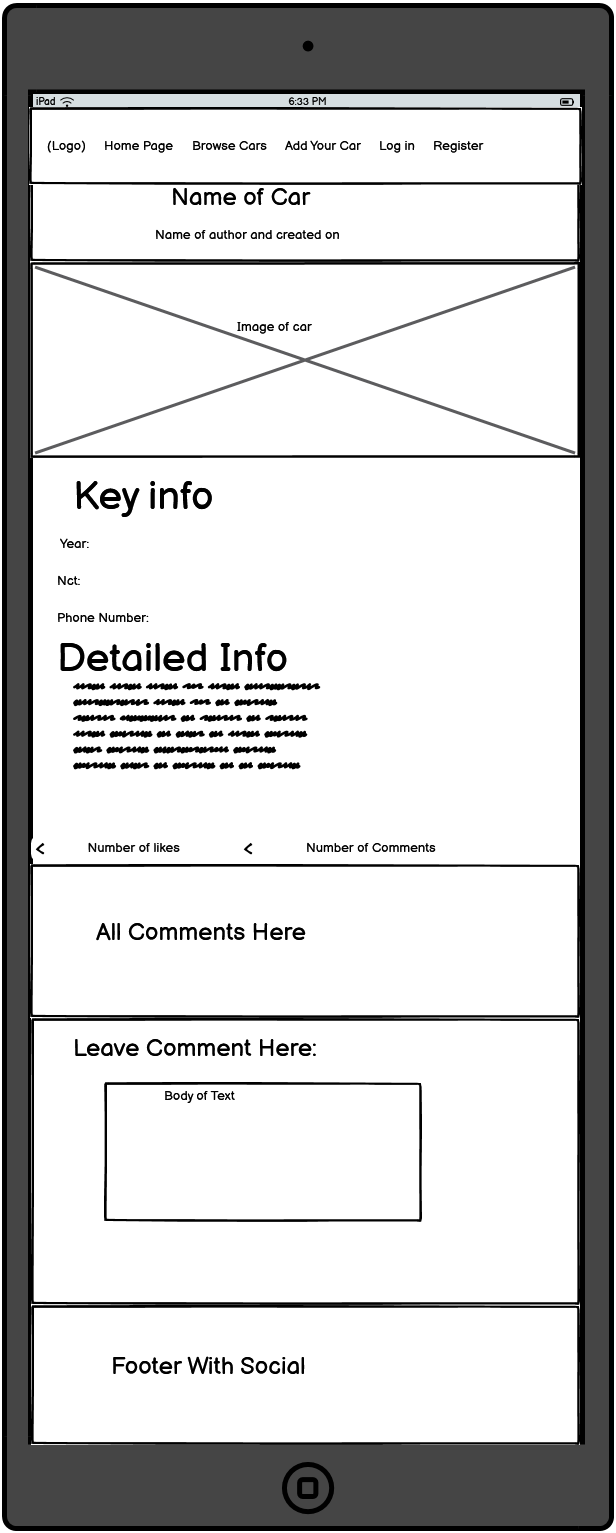 iPad 6:33 PM
(Logo) Home Page Browse Cars Add Your Car Log in Register
Name of Car
Name of author and created on
Image of car
Key info
Year:
Nct:
Phone Number:
Detailed Info
Number of likes Number of Comments
All Comments Here
Leave Comment Here:
Body of Text
Footer With Social